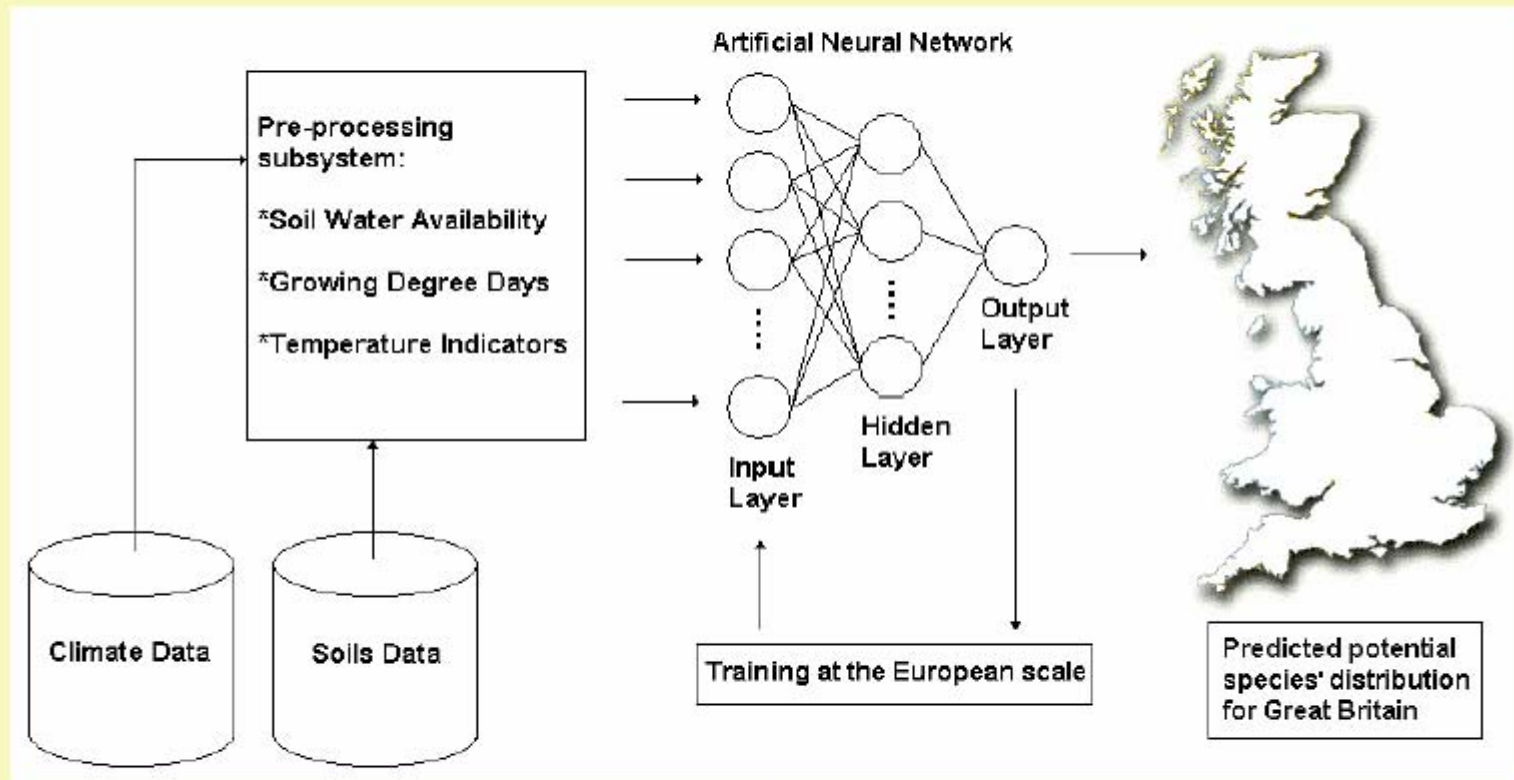 Artificial Neural Network
Pre-processing
subsystem:
*Soil Water Availability
*Growing Degree Days
*Temperature Indicators
Input
Layer
Hidden
Layer
Output
Layer
Climate Data
Soils Data
Training at the European scale
Predicted potential
species' distribution
for Great Britain